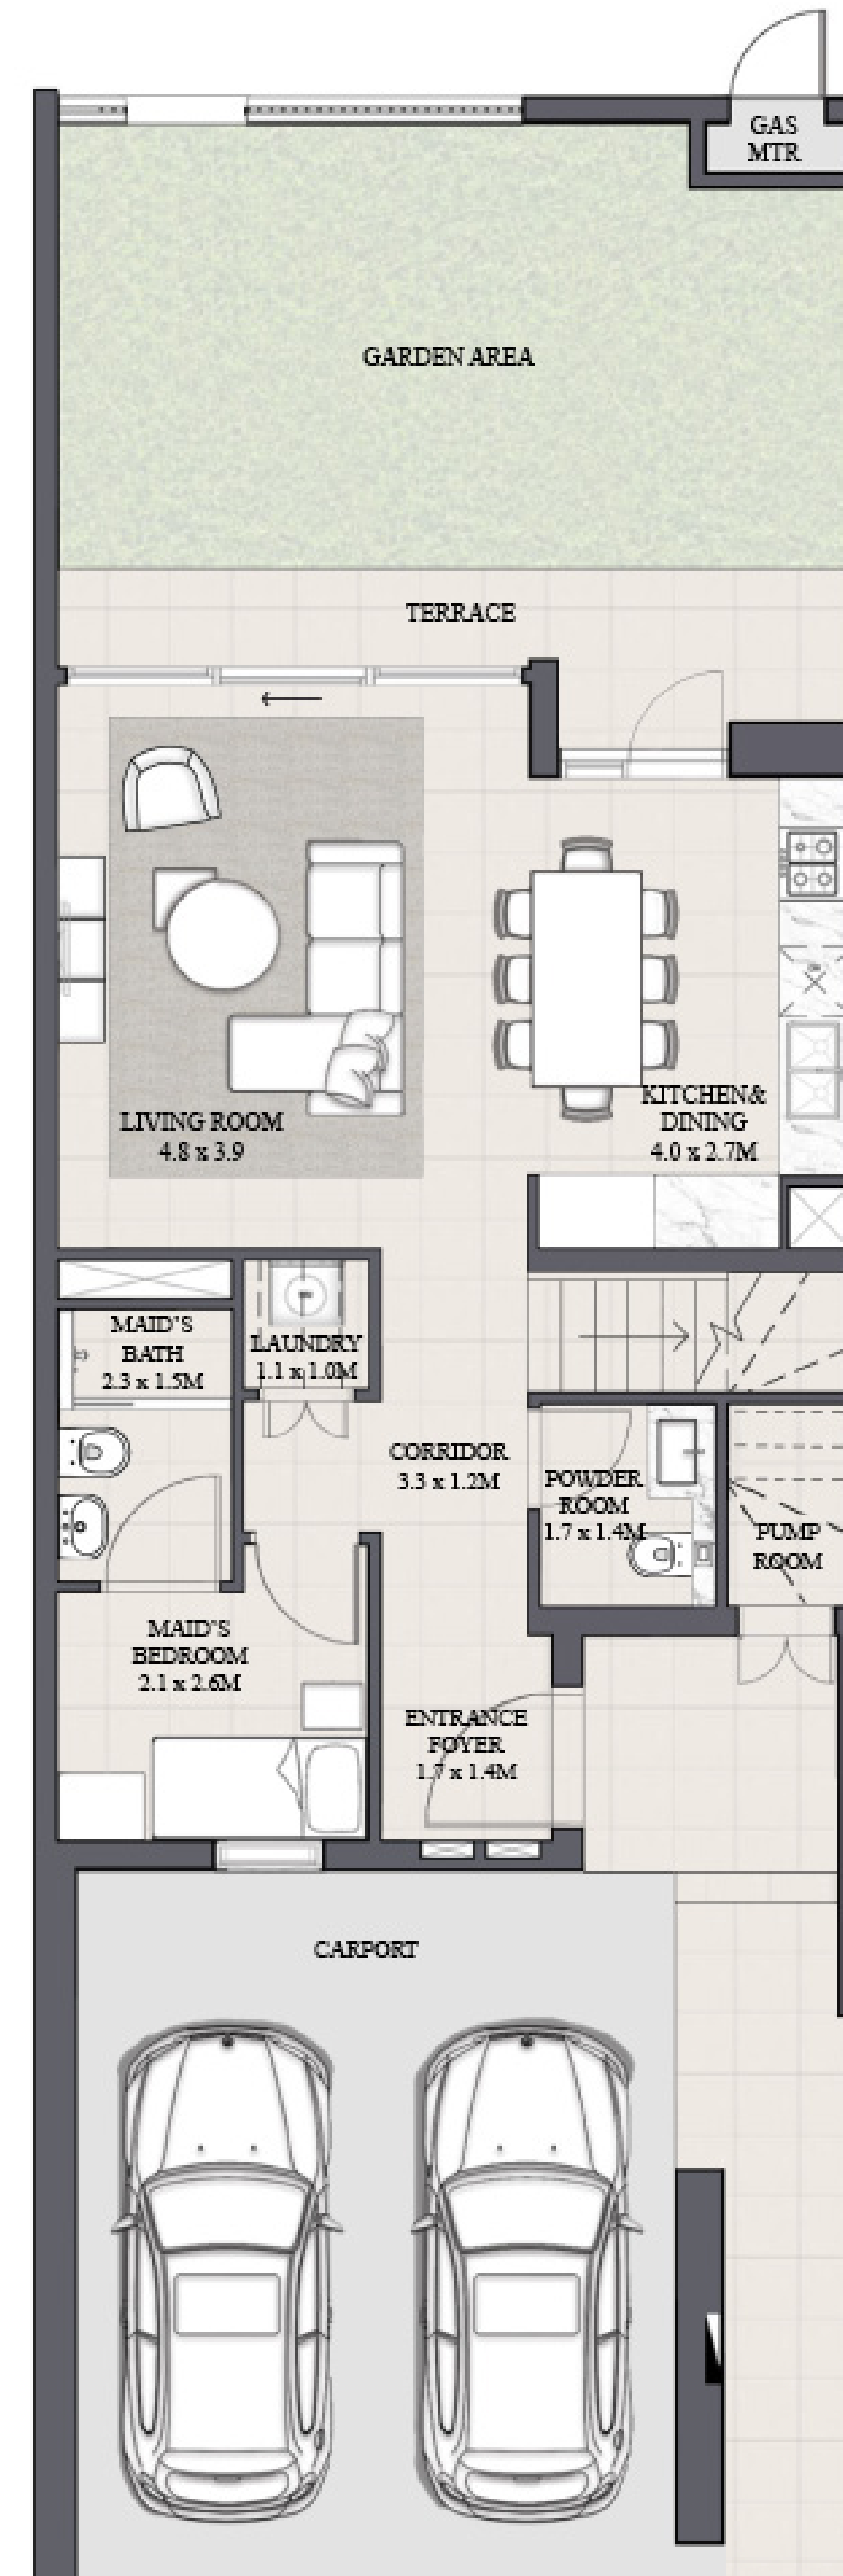 GAS
MTR
GARDEN AREA
TERRACE
KITCHEN&
DINING
4.0 x 2.7M
LIVING ROOM
4.8 x 3.9
MAID'S
BATH
2.3 x 1.5M
LAUNDRY
1.1 x 1.0M
CORRIDOR
3.3 x 1.2M
POWDER
ROOM
1.7 x 1.4M
PUMP
ROOM
MAID'S
BEDROOM
2.1 x 2.6M
ENTRANCE
FOYER
1.7 x 1.4M
CARPORT